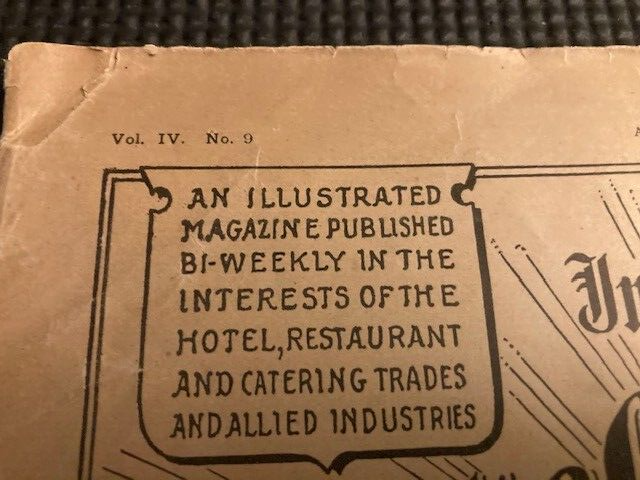 Vol. IV. No. 9
AN ILLUSTRATED
MAGAZINE PUBLISHED
BI-WEEKLY IN THE
INTERESTS OF THE
HOTEL, RESTAURANT
AND CATERING TRADES
AND ALLIED INDUSTRIES